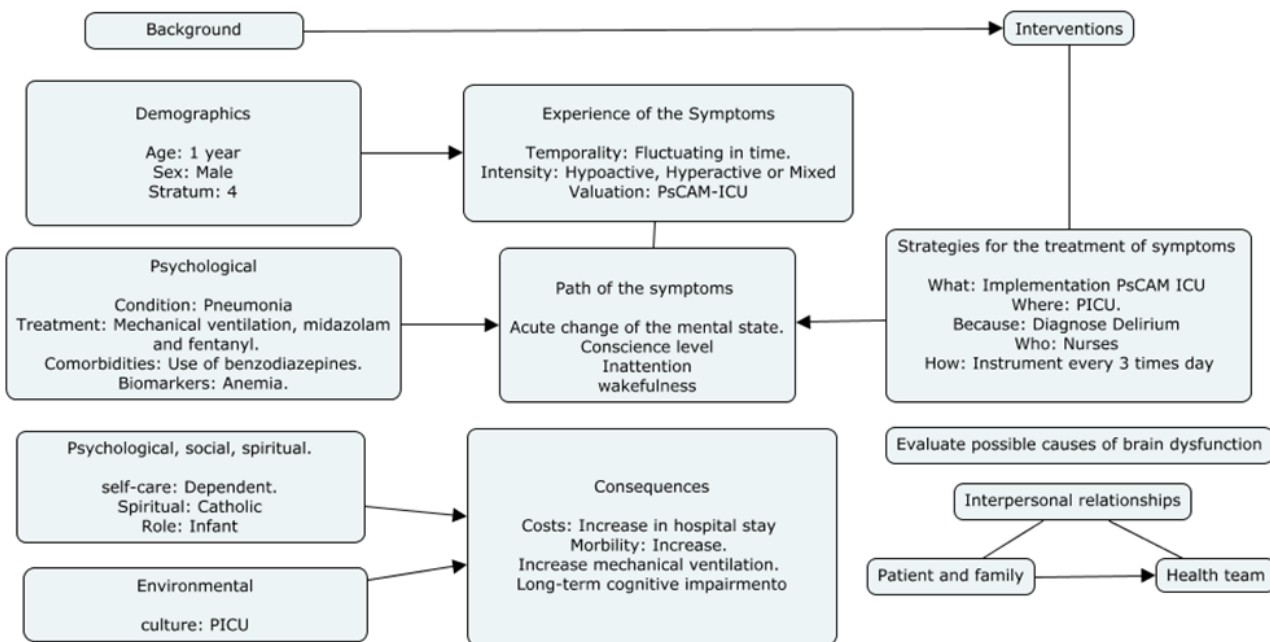 Background
Interventions
Demographics
Age: 1 year
Sex: Male
Stratum: 4
Experience of the Symptoms
Temporality: Fluctuating in time.
Intensity: Hypoactive, Hyperactive or Mixed
Valuation: PsCAM-ICU
Psychological
Condition: Pneumonia
Treatment: Mechanical ventilation, midazolam
and fentanyl.
Comorbidities: Use of benzodiazepines.
Biomarkers: Anemia.
Path of the symptoms
Acute change of the mental state.
Conscience level
Inattention
wakefulness
Strategies for the treatment of symptoms
What: Implementation PsCAM ICU
Where: PICU.
Because: Diagnose Delirium
Who: Nurses
How: Instrument every 3 times day
Psychological, social, spiritual.
self-care: Dependent.
Spiritual: Catholic
Role: Infant
Environmental
culture: PICU
Consequences
Costs: Increase in hospital stay
Morbility: Increase.
Increase mechanical ventilation.
Long-term cognitive impairmento
Evaluate possible causes of brain dysfunction
Interpersonal relationships
Patient and family
Health team